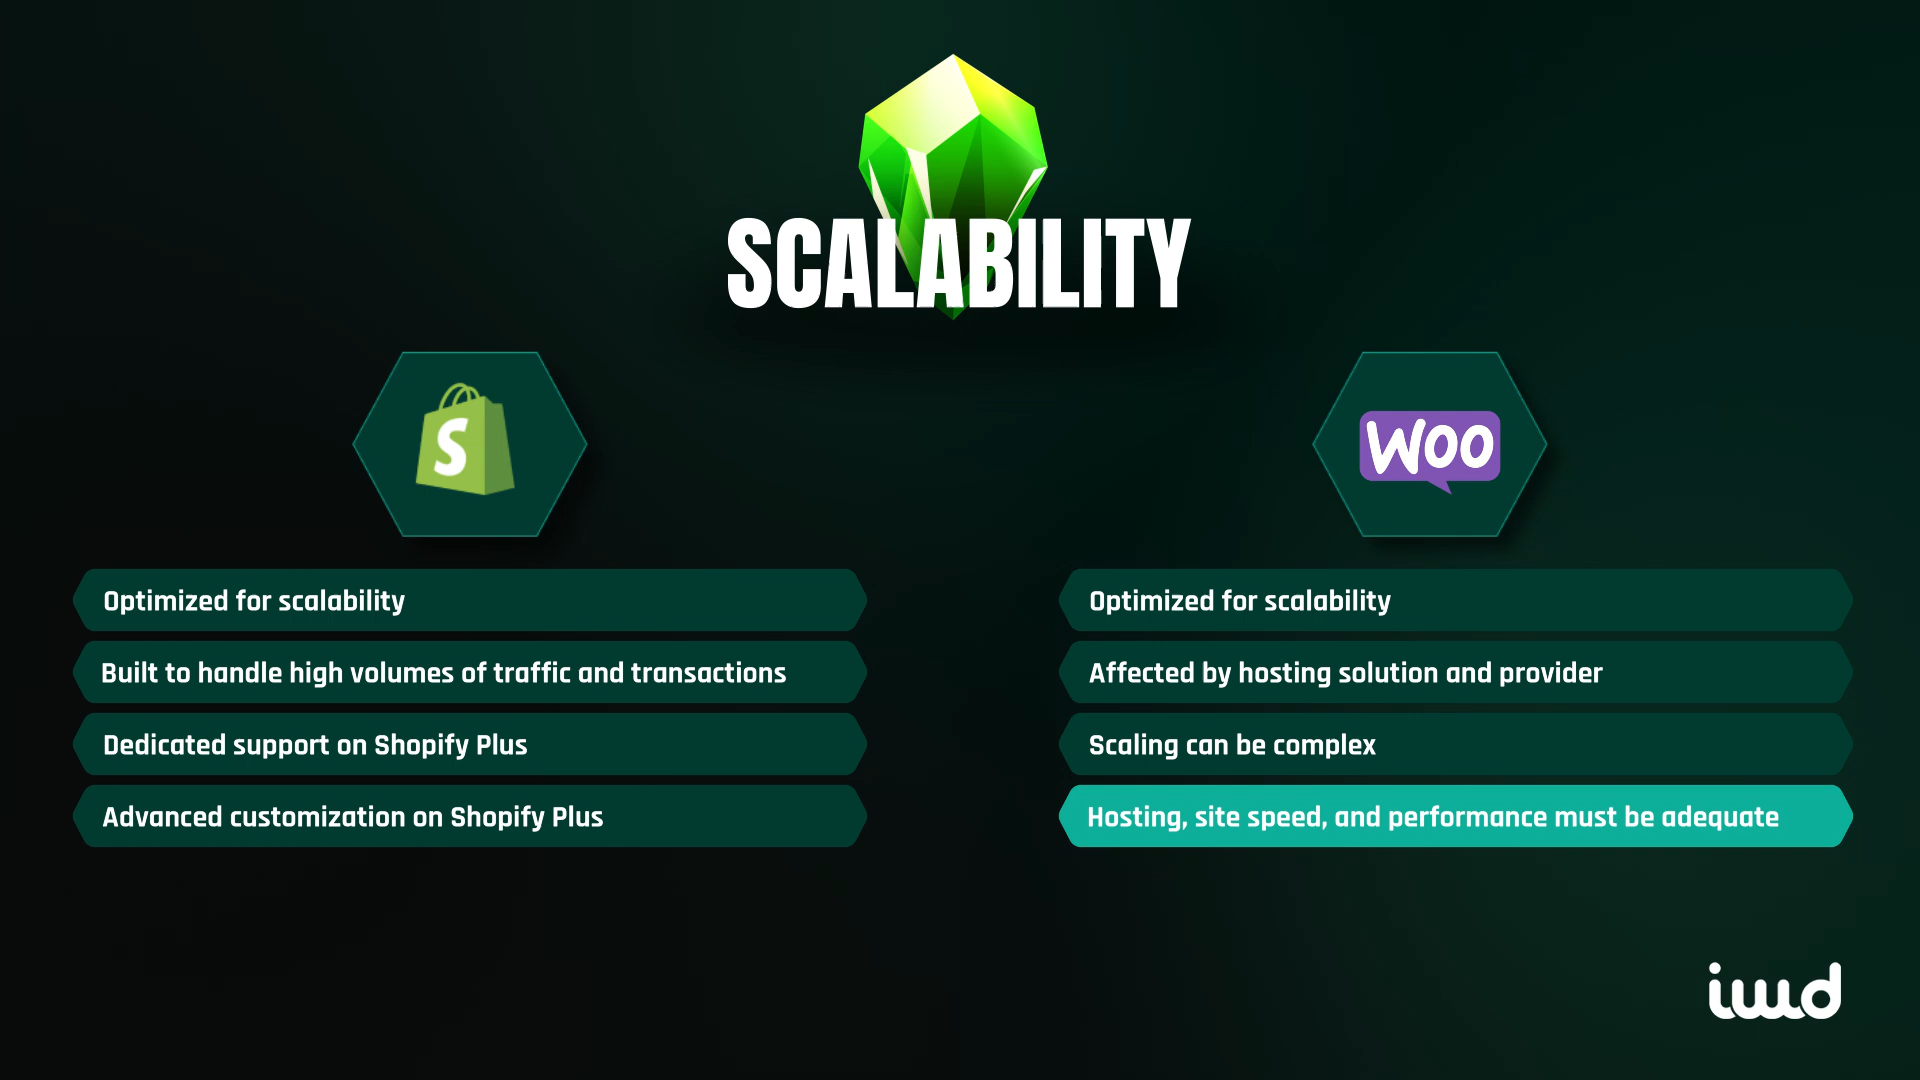 SCALABILITY
S
Woo
Optimized for scalability
Built to handle high volumes of traffic and transactions
Dedicated support on Shopify Plus
Advanced customization on Shopify Plus
Optimized for scalability
Affected by hosting solution and provider
Scaling can be complex
Hosting, site speed, and performance must be adequate
iwd